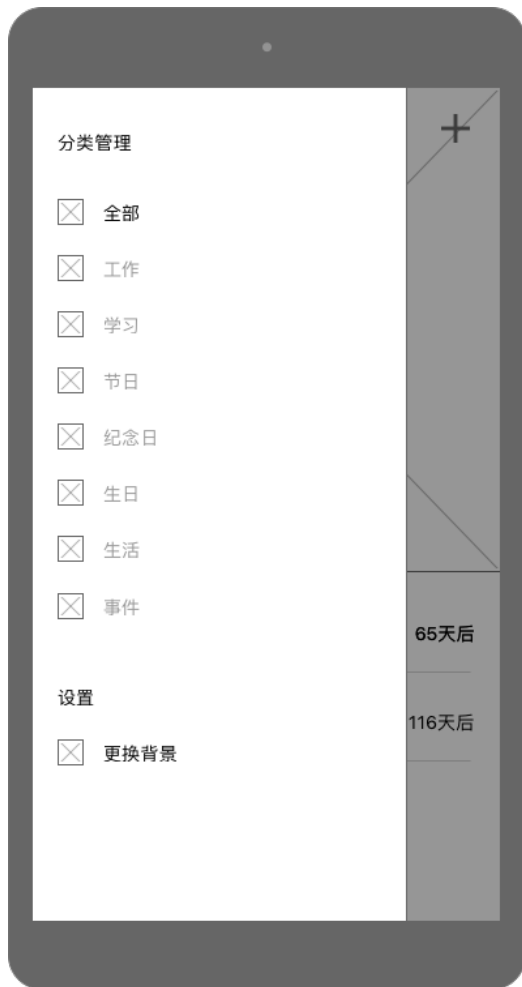 分类管理
全部
工作
学习
节日
纪念日
生日
生活
事件
65天后
设置
116天后
更换背景